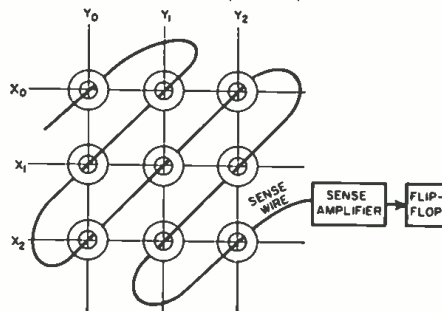 Y0 Y1 Y2
X0
X1
X2
SENSE WIRE
SENSE AMPLIFIER
FLIP-FLOP